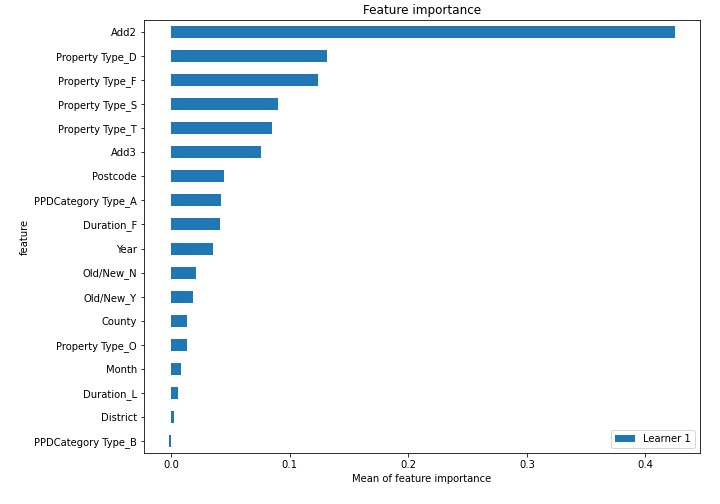 Feature importance
Add2
Property Type_D
Property Type_F
Property Type_S
Property Type_T
Add3
Postcode
PPDCategory Type_A
Duration_F
Year
Old/New_N
Old/New_Y
County
Property Type_O
Month
Duration_L
District
PPDCategory Type_B
feature
Learner 1
0.0 0.1 0.2 0.3 0.4
Mean of feature importance